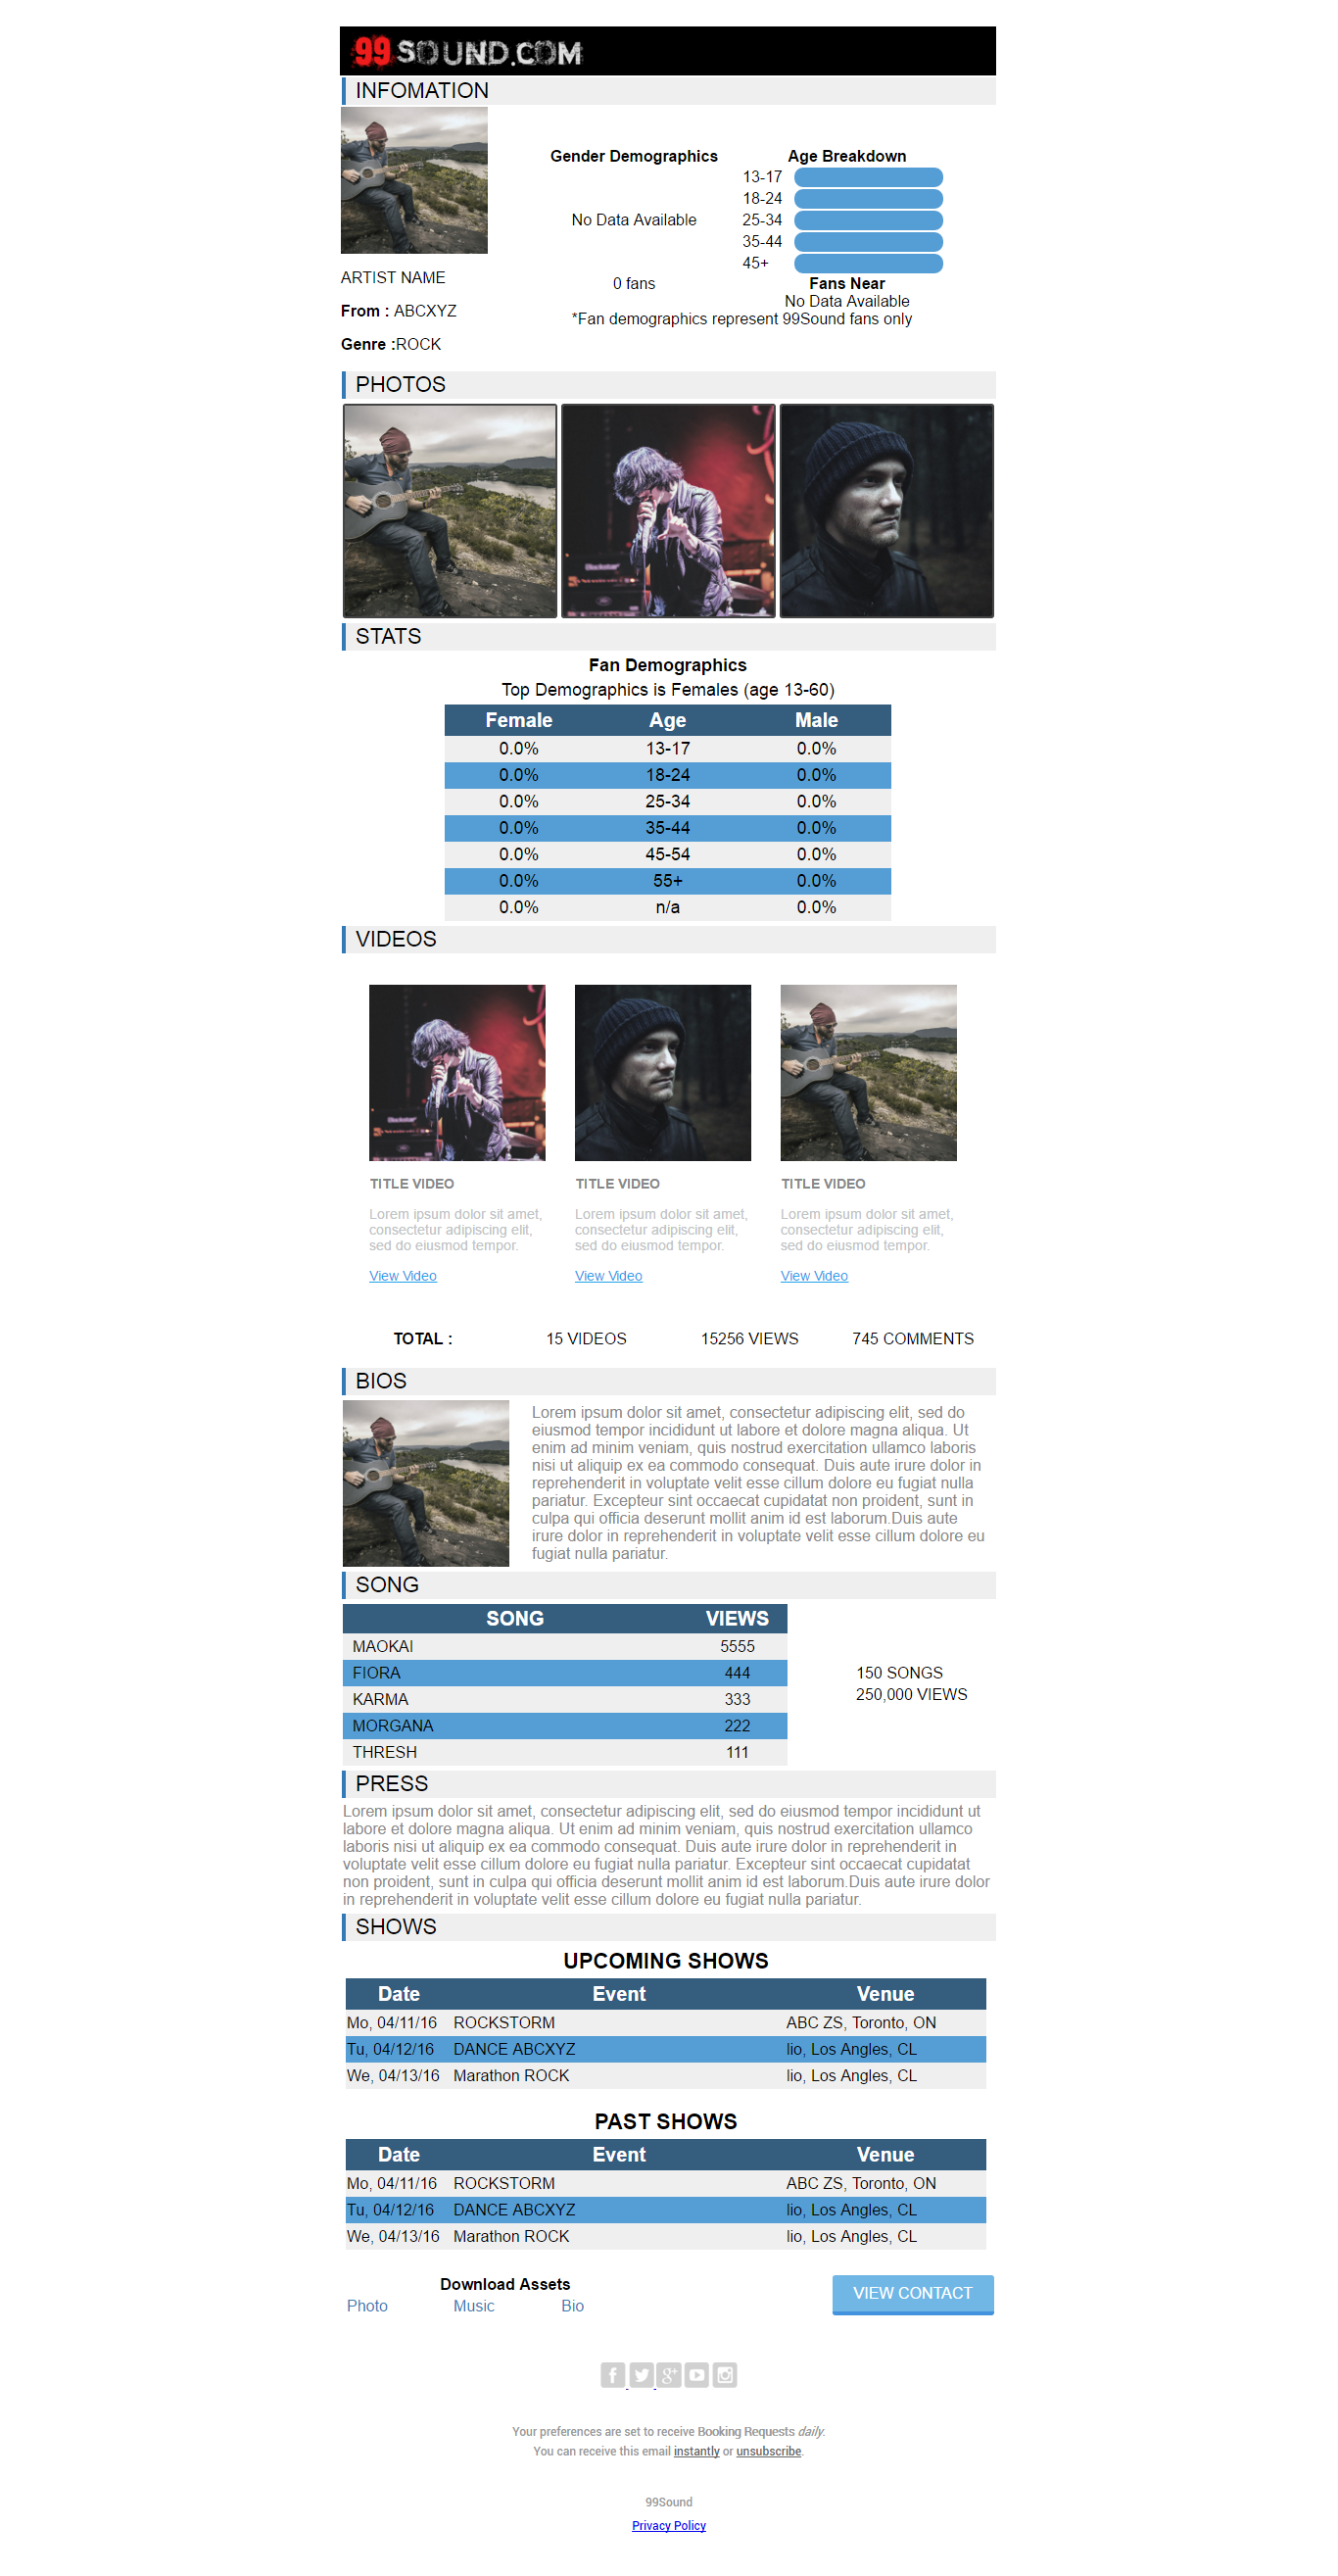 99SOUND.COM
INFOMATION
Gender Demographics
Age Breakdown
13-17
18-24
No Data Available
25-34
35-44
45+
ARTIST NAME
0 fans
Fans Near
No Data Available
From : ABCXYZ
*Fan demographics represent 99Sound fans only
Genre :ROCK
PHOTOS
STATS
Fan Demographics
Top Demographics is Females (age 13-60)
Female Age Male
0.0% 13-17 0.0%
0.0% 18-24 0.0%
0.0% 25-34 0.0%
0.0% 35-44 0.0%
0.0% 45-54 0.0%
0.0% 55+ 0.0%
0.0% n/a 0.0%
VIDEOS
TITLE VIDEO
Lorem ipsum dolor sit amet,
consectetur adipiscing elit,
sed do eiusmod tempor.
View Video
TITLE VIDEO
Lorem ipsum dolor sit amet,
consectetur adipiscing elit,
sed do eiusmod tempor.
View Video
TITLE VIDEO
Lorem ipsum dolor sit amet,
consectetur adipiscing elit,
sed do eiusmod tempor.
View Video
TOTAL : 15 VIDEOS 15256 VIEWS 745 COMMENTS
BIOS
Lorem ipsum dolor sit amet, consectetur adipiscing elit, sed do
eiusmod tempor incididunt ut labore et dolore magna aliqua. Ut
enim ad minim veniam, quis nostrud exercitation ullamco laboris
nisi ut aliquip ex ea commodo consequat. Duis aute irure dolor in
reprehenderit in voluptate velit esse cillum dolore eu fugiat nulla
pariatur. Excepteur sint occaecat cupidatat non proident, sunt in
culpa qui officia deserunt mollit anim id est laborum.Duis aute
irure dolor in reprehenderit in voluptate velit esse cillum dolore eu
fugiat nulla pariatur.
SONG
SONG VIEWS
MAOKAI 5555
FIORA 444
KARMA 333
MORGANA 222
THRESH 111
150 SONGS
250,000 VIEWS
PRESS
Lorem ipsum dolor sit amet, consectetur adipiscing elit, sed do eiusmod tempor incididunt ut
labore et dolore magna aliqua. Ut enim ad minim veniam, quis nostrud exercitation ullamco
laboris nisi ut aliquip ex ea commodo consequat. Duis aute irure dolor in reprehenderit in
voluptate velit esse cillum dolore eu fugiat nulla pariatur. Excepteur sint occaecat cupidatat
non proident, sunt in culpa qui officia deserunt mollit anim id est laborum.Duis aute irure dolor
in reprehenderit in voluptate velit esse cillum dolore eu fugiat nulla pariatur.
SHOWS
UPCOMING SHOWS
Date Event Venue
Mo, 04/11/16 ROCKSTORM ABC ZS, Toronto, ON
Tu, 04/12/16 DANCE ABCXYZ lio, Los Angles, CL
We, 04/13/16 Marathon ROCK lio, Los Angles, CL
PAST SHOWS
Date Event Venue
Mo, 04/11/16 ROCKSTORM ABC ZS, Toronto, ON
Tu, 04/12/16 DANCE ABCXYZ lio, Los Angles, CL
We, 04/13/16 Marathon ROCK lio, Los Angles, CL
Download Assets
Photo Music Bio
VIEW CONTACT
Your preferences are set to receive Booking Requests daily.
You can receive this email instantly or unsubscribe.
99Sound
Privacy Policy